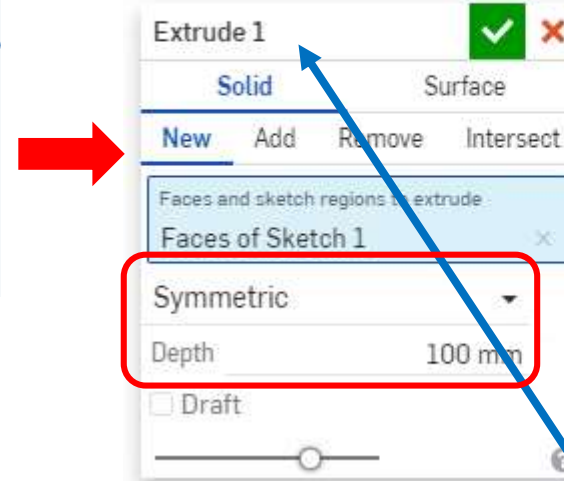 Extrude 1
Solid Surface
New Add Remove Intersect
Faces and sketch regions to extrude
Faces of Sketch 1
Symmetric
Depth 100 mm
Draft